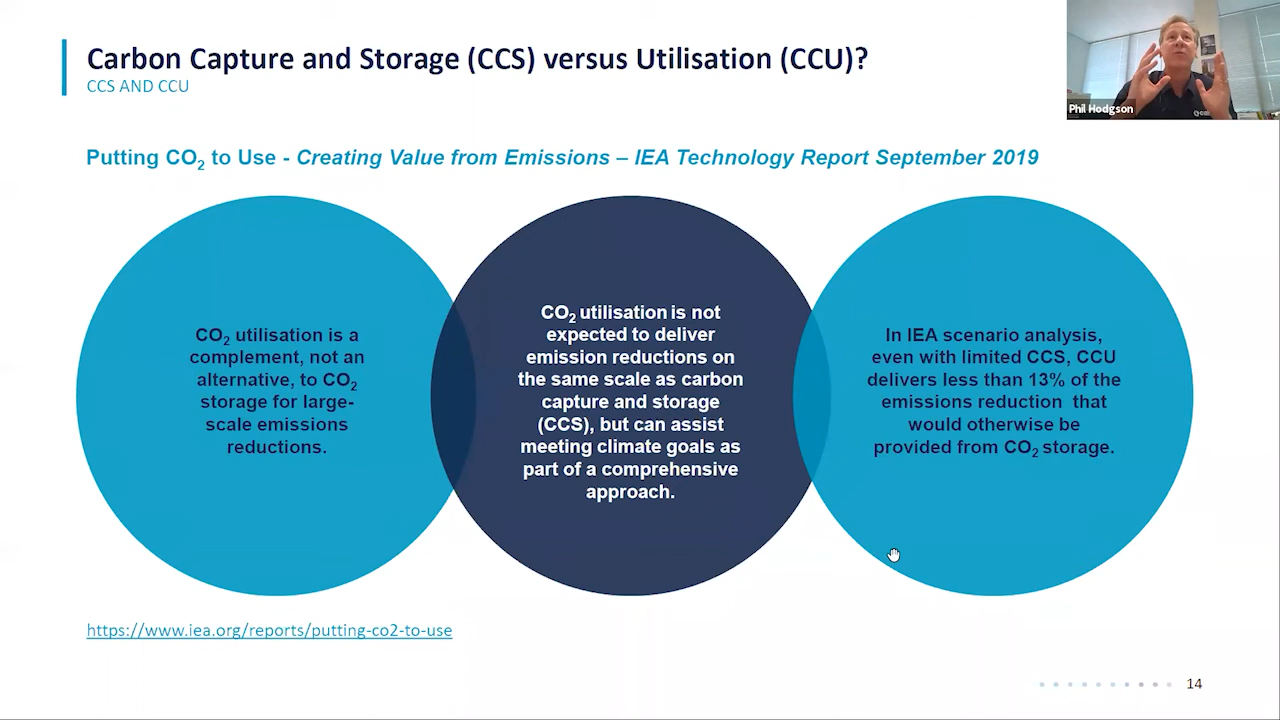 Carbon Capture and Storage (CCS) versus Utilisation (CCU)?
CCS AND CCU
Phil Hodgson
Putting CO2 to Use - Creating Value from Emissions – IEA Technology Report September 2019
CO2 utilisation is a
complement, not an
alternative, to CO2
storage for large-
scale emissions
reductions.
CO2 utilisation is not
expected to deliver
emission reductions on
the same scale as carbon
capture and storage
(CCS), but can assist
meeting climate goals as
part of a comprehensive
approach.
In IEA scenario analysis,
even with limited CCS, CCU
delivers less than 13% of the
emissions reduction that
would otherwise be
provided from CO2 storage.
https://www.iea.org/reports/putting-co2-to-use
14